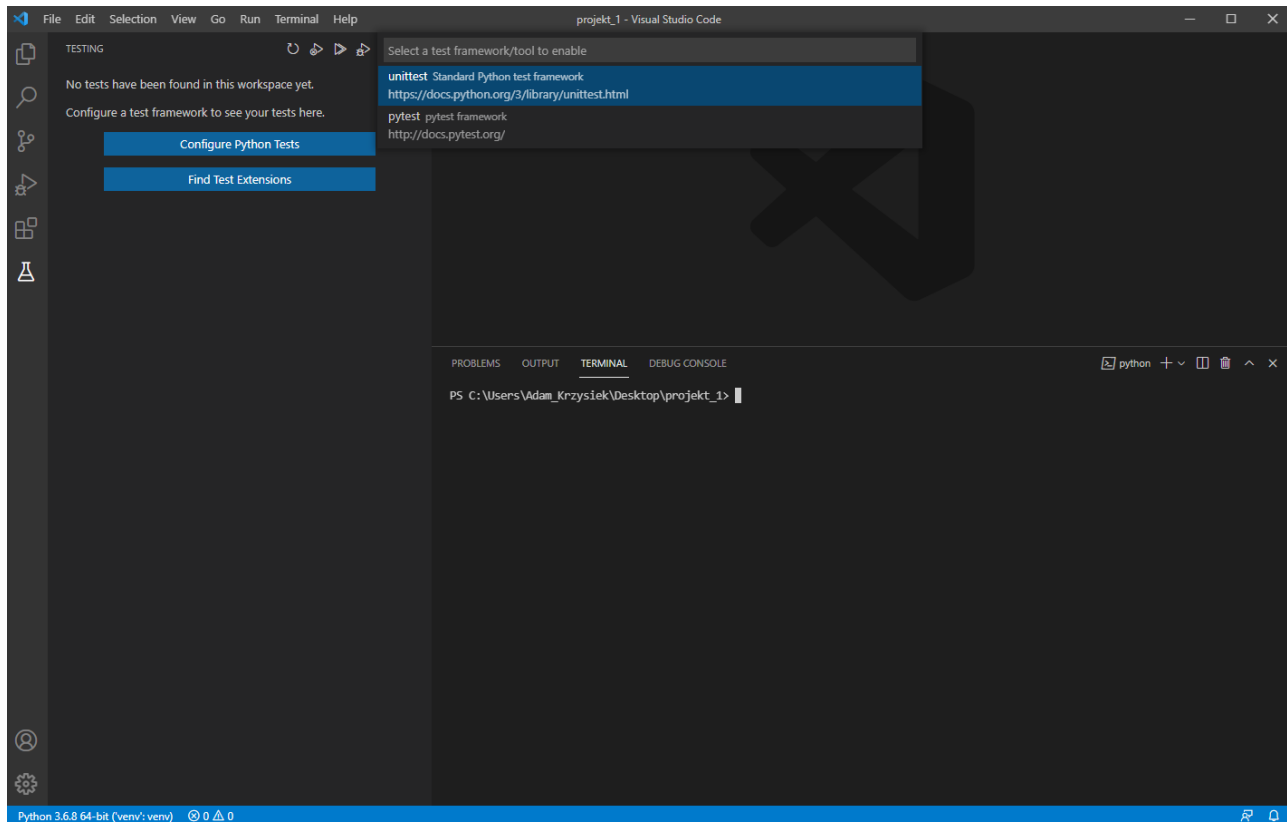 File Edit Selection View Go Run Terminal Help
projekt_1 - Visual Studio Code
TESTING
No tests have been found in this workspace yet.
Configure a test framework to see your tests here.
Configure Python Tests
Find Test Extensions
Select a test framework/tool to enable
unittest Standard Python test framework
https://docs.python.org/3/library/unittest.html
pytest pytest framework
http://docs.pytest.org/
PROBLEMS OUTPUT TERMINAL DEBUG CONSOLE
python
PS C:\Users\Adam_Krzysiek\Desktop\projekt_1>
Python 3.6.8 64-bit ('venv': venv) 0 0